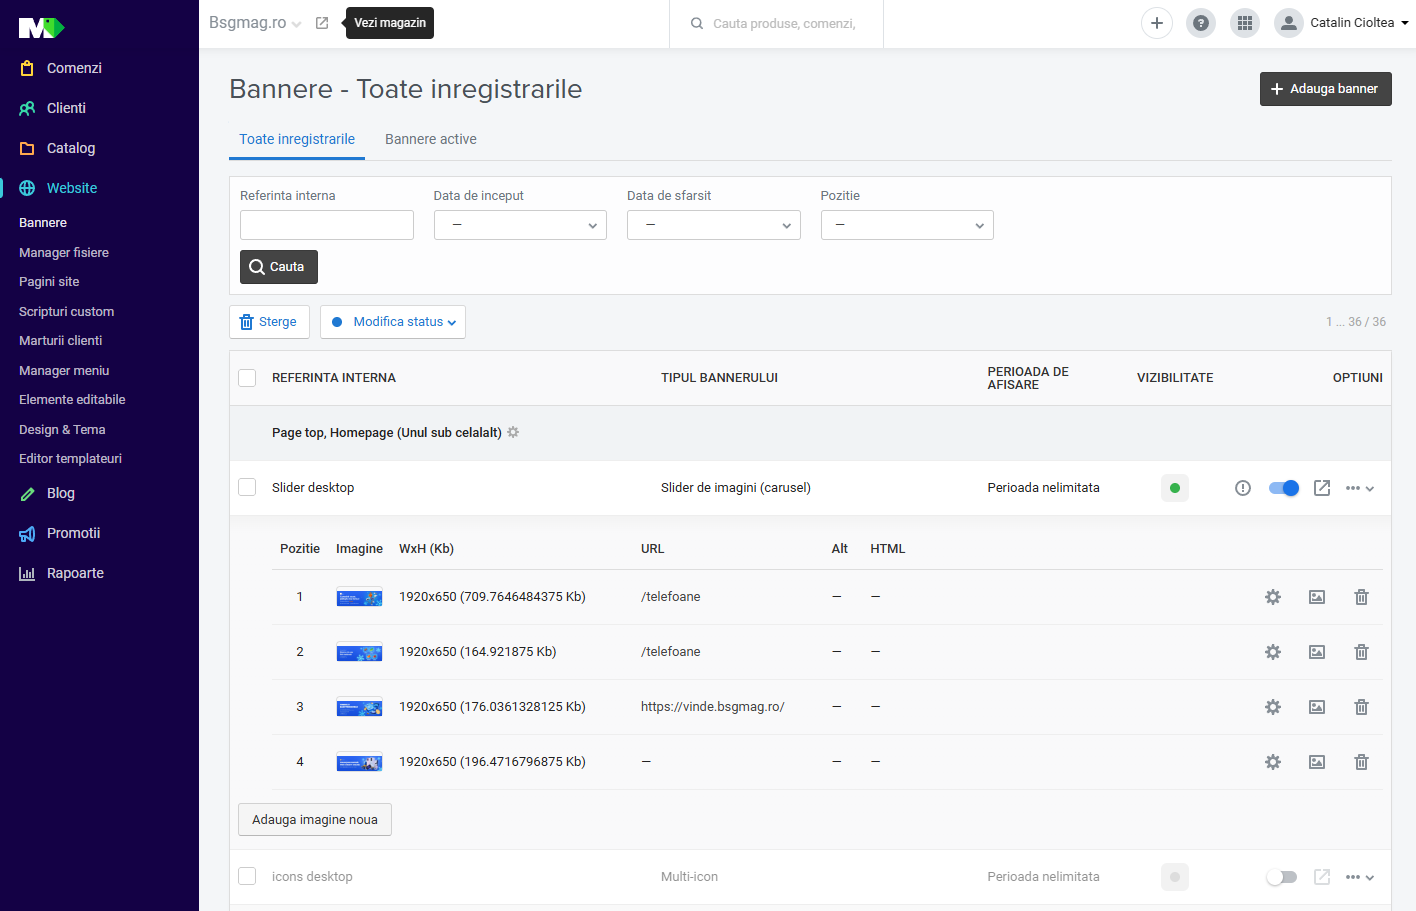 Bsgmag.ro
Vezi magazin
Cauta produse, comenzi,
Catalin Cioltea
Comenzi
Clienti
Catalog
Website
Bannere
Manager fisiere
Pagini site
Scripturi custom
Marturii clienti
Manager meniu
Elemente editabile
Design & Tema
Editor templateuri
Blog
Promotii
Rapoarte
Bannere - Toate inregistrarile
Adauga banner
Toate inregistrarile
Bannere active
Referinta interna
Data de inceput
Data de sfarsit
Pozitie
—
—
—
Cauta
Sterge
Modifica status
1 ... 36 / 36
REFERINTA INTERNA
TIPUL BANNERULUI
PERIOADA DE
AFISARE
VIZIBILITATE
OPTIUNI
Page top, Homepage (Unul sub celalalt)
Slider desktop
Slider de imagini (carusel)
Perioada nelimitata
Pozitie Imagine WxH (Kb) URL Alt HTML
1 1920x650 (709.7646484375 Kb) /telefoane — —
2 1920x650 (164.921875 Kb) /telefoane — —
3 1920x650 (176.0361328125 Kb) https://vinde.bsgmag.ro/ — —
4 1920x650 (196.4716796875 Kb) — — —
Adauga imagine noua
icons desktop
Multi-icon
Perioada nelimitata